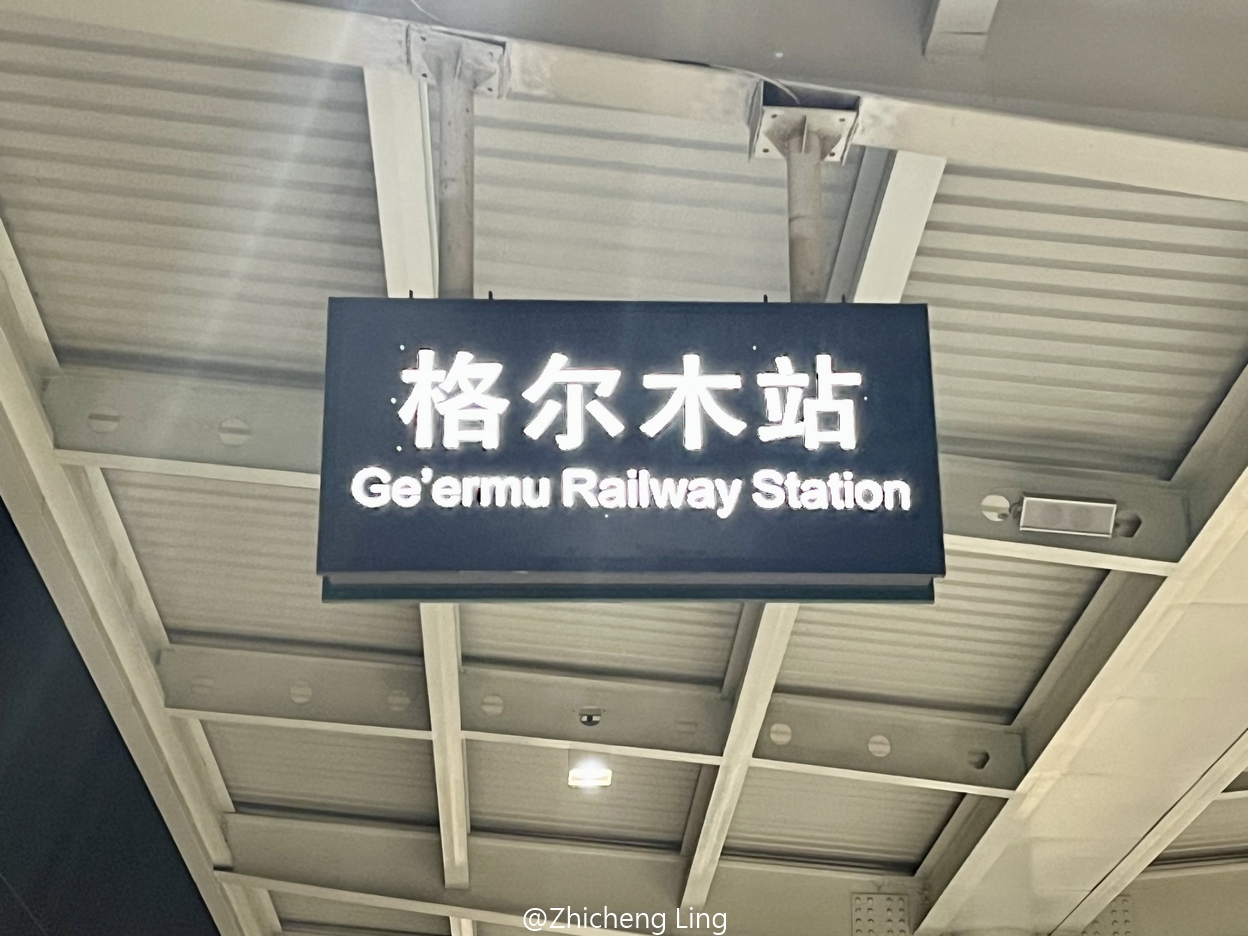 格尔木站
Ge'ermu Railway Station
@Zhicheng Ling